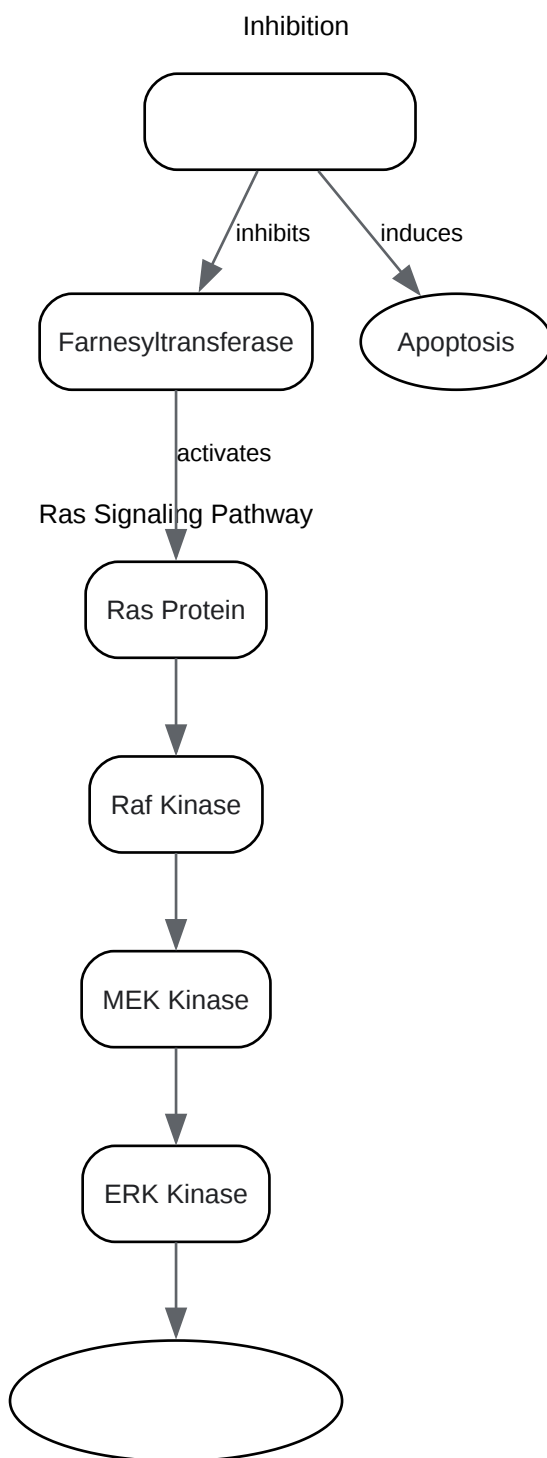 Inhibition
inhibits
induces
Farnesyltransferase
Apoptosis
activates
Ras Signaling Pathway
Ras Protein
Raf Kinase
MEK Kinase
ERK Kinase